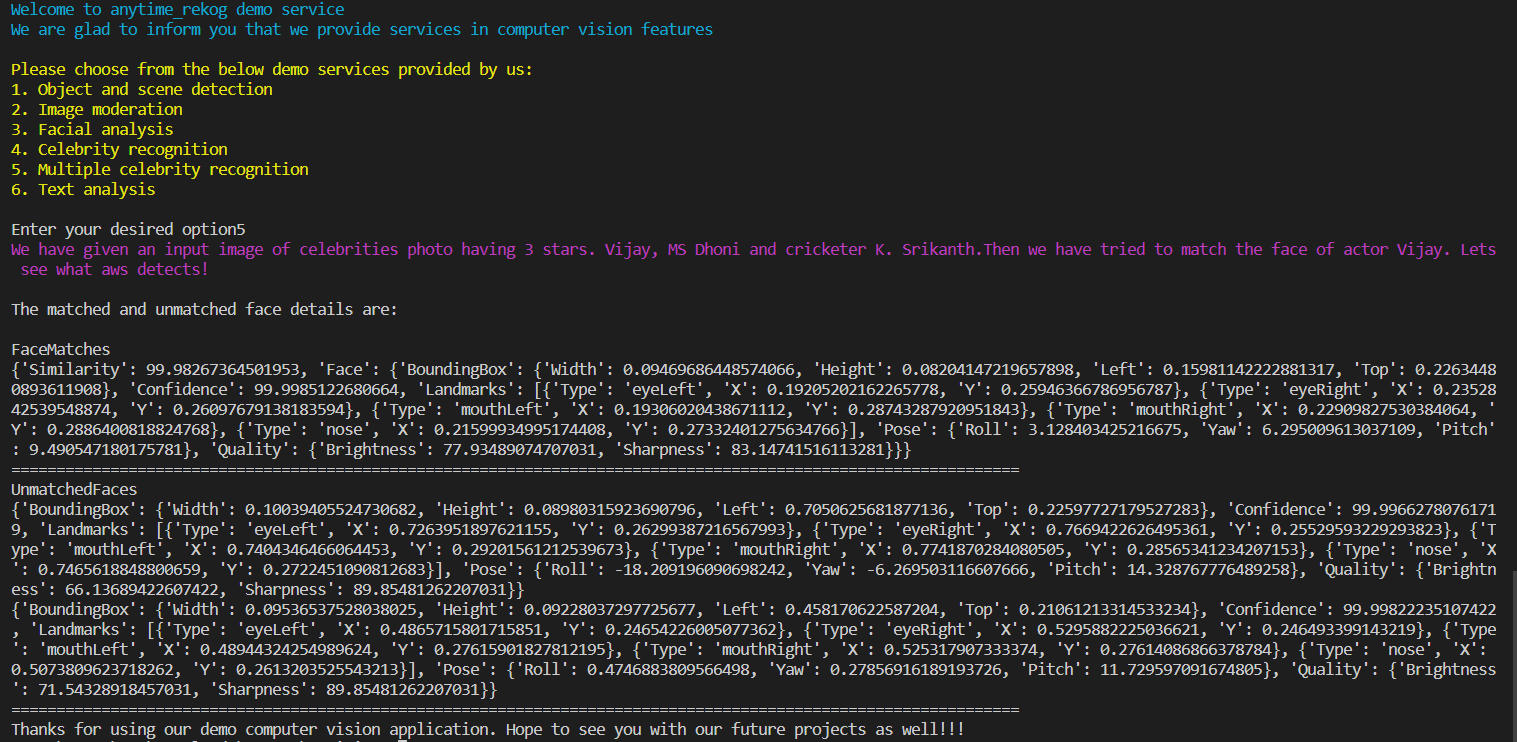 Welcome to anytime_rekog demo service
We are glad to inform you that we provide services in computer vision features
Please choose from the below demo services provided by us:
1. Object and scene detection
2. Image moderation
3. Facial analysis
4. Celebrity recognition
5. Multiple celebrity recognition
6. Text analysis
Enter your desired option5
We have given an input image of celebrities photo having 3 stars. Vijay, MS Dhoni and cricketer K. Srikanth.Then we have tried to match the face of actor Vijay. Lets
 see what aws detects!
The matched and unmatched face details are:
FaceMatches
{'Similarity': 99.98267364501953, 'Face': {'BoundingBox': {'Width': 0.09469686448574066, 'Height': 0.08204147219657898, 'Left': 0.15981142222881317, 'Top': 0.2263448
0893611908}, 'Confidence': 99.9985122680664, 'Landmarks': [{'Type': 'eyeLeft', 'X': 0.19205202162265778, 'Y': 0.25946366786956787}, {'Type': 'eyeRight', 'X': 0.2352
842539548874, 'Y': 0.26097679138183594}, {'Type': 'mouthLeft', 'X': 0.19306020438671112, 'Y': 0.28743287920951843}, {'Type': 'mouthRight', 'X': 0.22909827530384064, '
Y': 0.2886400818824768}, {'Type': 'nose', 'X': 0.21599934995174408, 'Y': 0.27332401275634766}], 'Pose': {'Roll': 3.128403425216675, 'Yaw': 6.295009613037109, 'Pitch'
: 9.490547180175781}, 'Quality': {'Brightness': 77.93489074707031, 'Sharpness': 83.14741516113281}}}
================================================================================================================
UnmatchedFaces
{'BoundingBox': {'Width': 0.10039405524730682, 'Height': 0.08980315923690796, 'Left': 0.7050625681877136, 'Top': 0.22597727179527283}, 'Confidence': 99.9966278076171
9, 'Landmarks': [{'Type': 'eyeLeft', 'X': 0.7263951897621155, 'Y': 0.26299387216567993}, {'Type': 'eyeRight', 'X': 0.7669422626495361, 'Y': 0.25529593229293823}, {'T
ype': 'mouthLeft', 'X': 0.7404346466064453, 'Y': 0.29201561212539673}, {'Type': 'mouthRight', 'X': 0.7741870284080505, 'Y': 0.28565341234207153}, {'Type': 'nose', 'X
': 0.7465618848800659, 'Y': 0.2722451090812683}], 'Pose': {'Roll': -18.209196090698242, 'Yaw': -6.269503116607666, 'Pitch': 14.328767776489258}, 'Quality': {'Brightn
ess': 66.13689422607422, 'Sharpness': 89.85481262207031}}
{'BoundingBox': {'Width': 0.09536537528038025, 'Height': 0.09228037297725677, 'Left': 0.458170622587204, 'Top': 0.21061213314533234}, 'Confidence': 99.99822235107422
, 'Landmarks': [{'Type': 'eyeLeft', 'X': 0.4865715801715851, 'Y': 0.24654226005077362}, {'Type': 'eyeRight', 'X': 0.5295882225036621, 'Y': 0.246493399143219}, {'Type
': 'mouthLeft', 'X': 0.48944324254989624, 'Y': 0.27615901827812195}, {'Type': 'mouthRight', 'X': 0.525317907333374, 'Y': 0.27614086866378784}, {'Type': 'nose', 'X':
0.5073809623718262, 'Y': 0.2613203525543213}], 'Pose': {'Roll': 0.4746883809566498, 'Yaw': 0.27856916189193726, 'Pitch': 11.729597091674805}, 'Quality': {'Brightness
': 71.54328918457031, 'Sharpness': 89.85481262207031}}
================================================================================================================
Thanks for using our demo computer vision application. Hope to see you with our future projects as well!!!